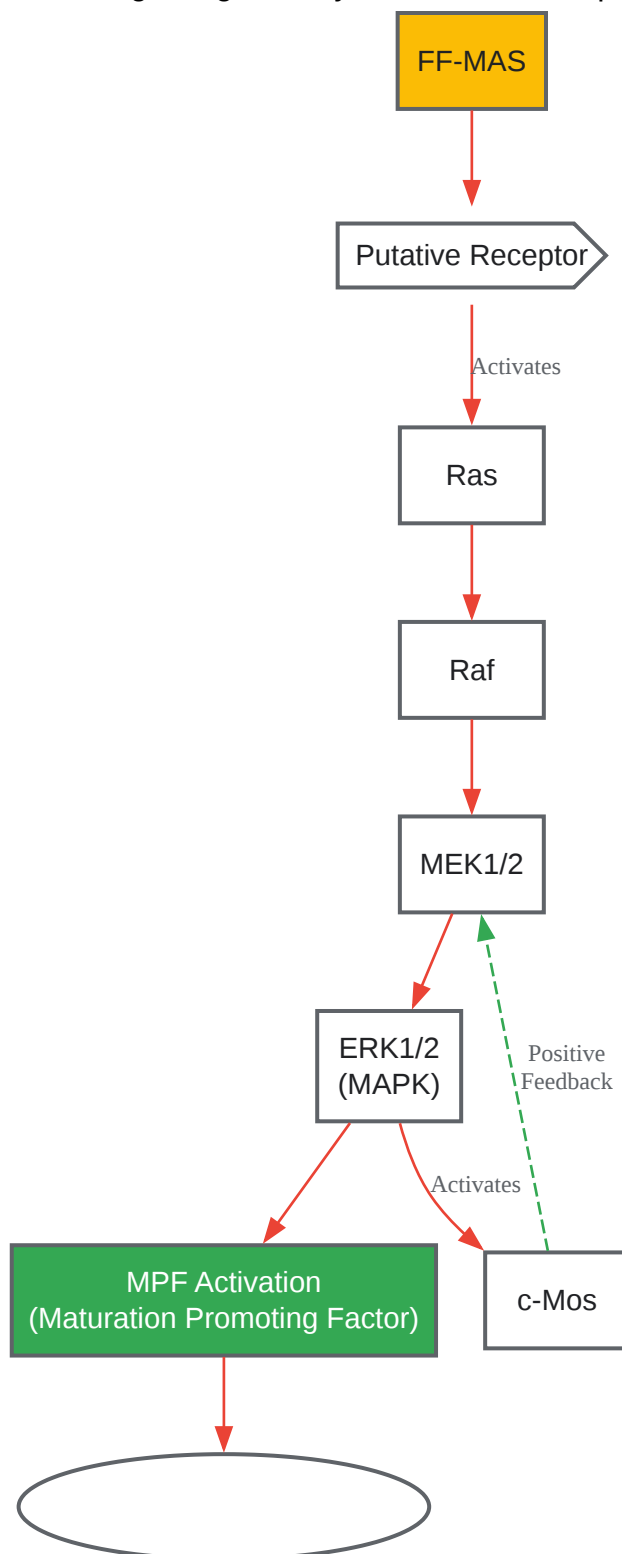 FF-MAS
Putative Receptor
Activates
Ras
Raf
MEK1/2
ERK1/2
(MAPK)
Positive
Feedback
Activates
MPF Activation
(Maturation Promoting Factor)
c-Mos